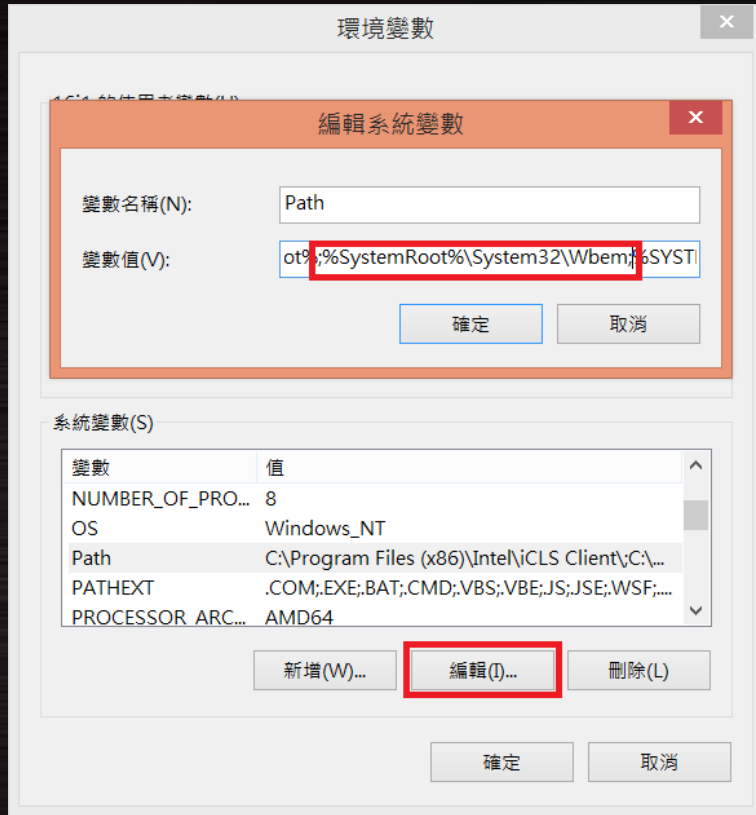 環境變數
編輯系統變數
變數名稱(N):
Path
變數值(V):
ot%;%SystemRoot%\System32\Wbem;%SYST
確定
取消
系統變數(S)
變數 值
NUMBER_OF_PRO... 8
OS Windows_NT
Path C:\Program Files (x86)\Intel\iCLS Client\;C:\...
PATHEXT .COM;.EXE;.BAT;.CMD;.VBS;.VBE;.JS;.JSE;.WSF;....
PROCESSOR_ARC... AMD64
新增(W)...
編輯(I)...
刪除(L)
確定
取消